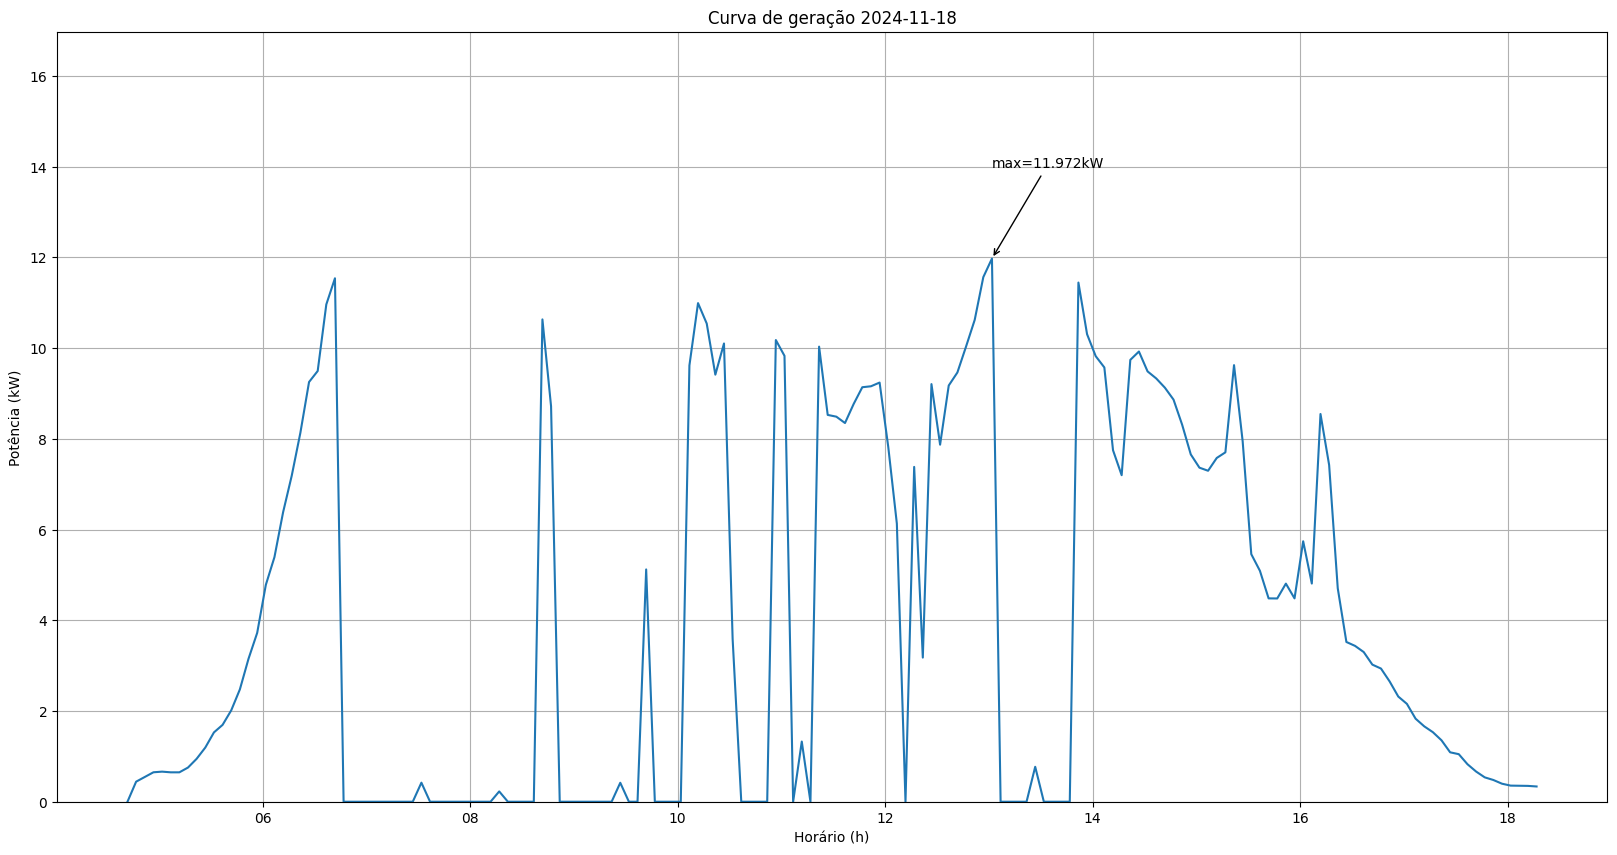 Curva de geração 2024-11-18
16
14
12
10
8
6
4
2
0
max=11.972kW
Potência (kW)
06 08 10 12 14 16 18
Horário (h)